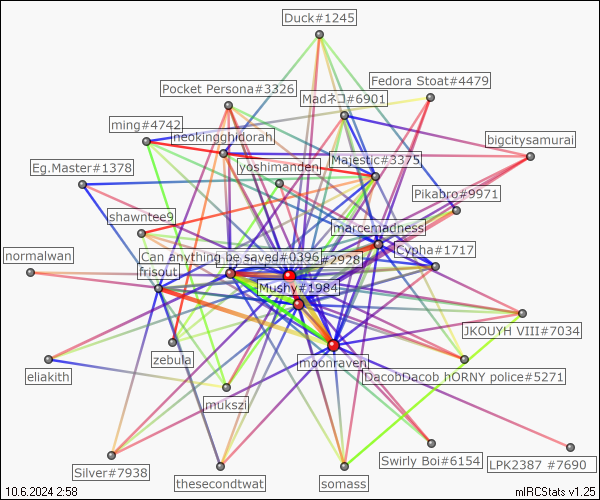 Duck#1245
Fedora Stoat#4479
Pocket Persona#3326
Madネコ#6901
ming#4742
neokingghidorah
bigcitysamurai
Eg.Master#1378
yoshimanden
Majestic#3375
Pikabro#9971
shawntee9
marcemadness
normalwan
Can anything be saved#0396
#2928
Cypha#1717
frisout
Mushy#1984
JKOUYH VIII#7034
zebula
moonraven
eliakith
DacobDacob hORNY police#5271
mukszi
Silver#7938
thesecondtwat
somass
Swirly Boi#6154
LPK2387 #7690
10.6.2024 2:58
mIRCStats v1.25